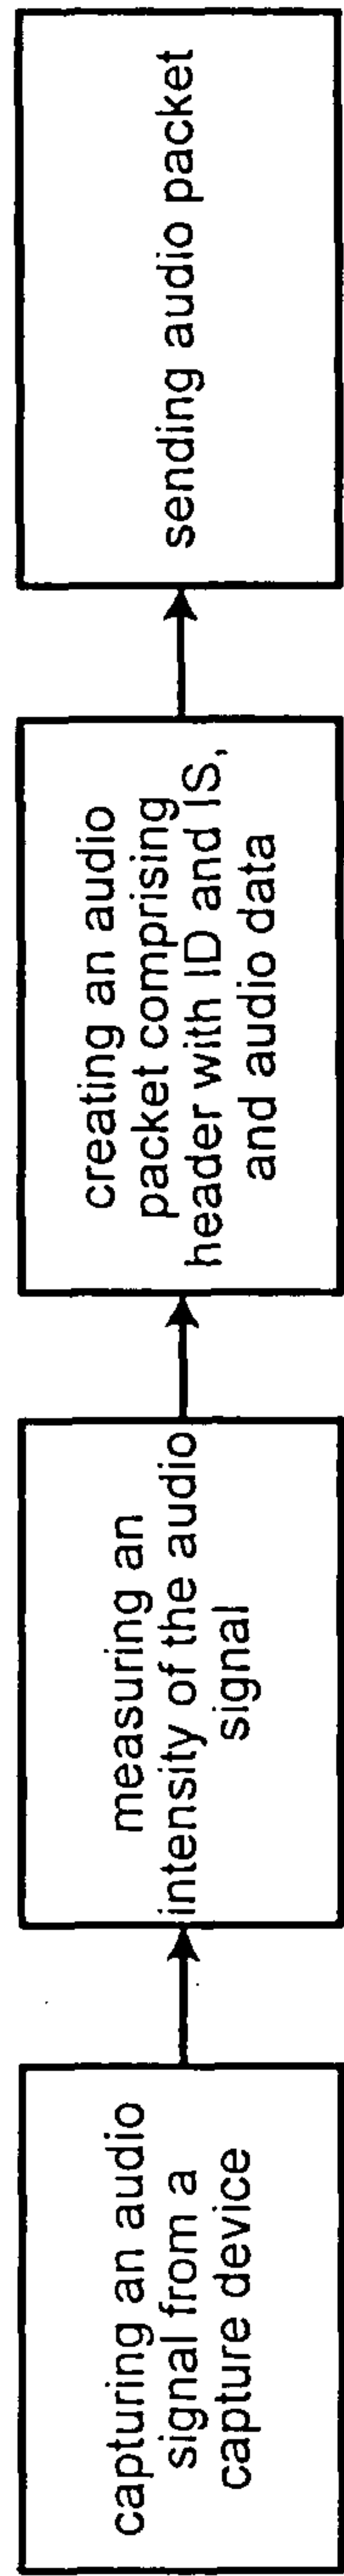 capturing an audio
signal from a
capture device
measuring an
intensity of the audio
signal
creating an audio
packet comprising
header with ID and IS,
and audio data
sending audio packet